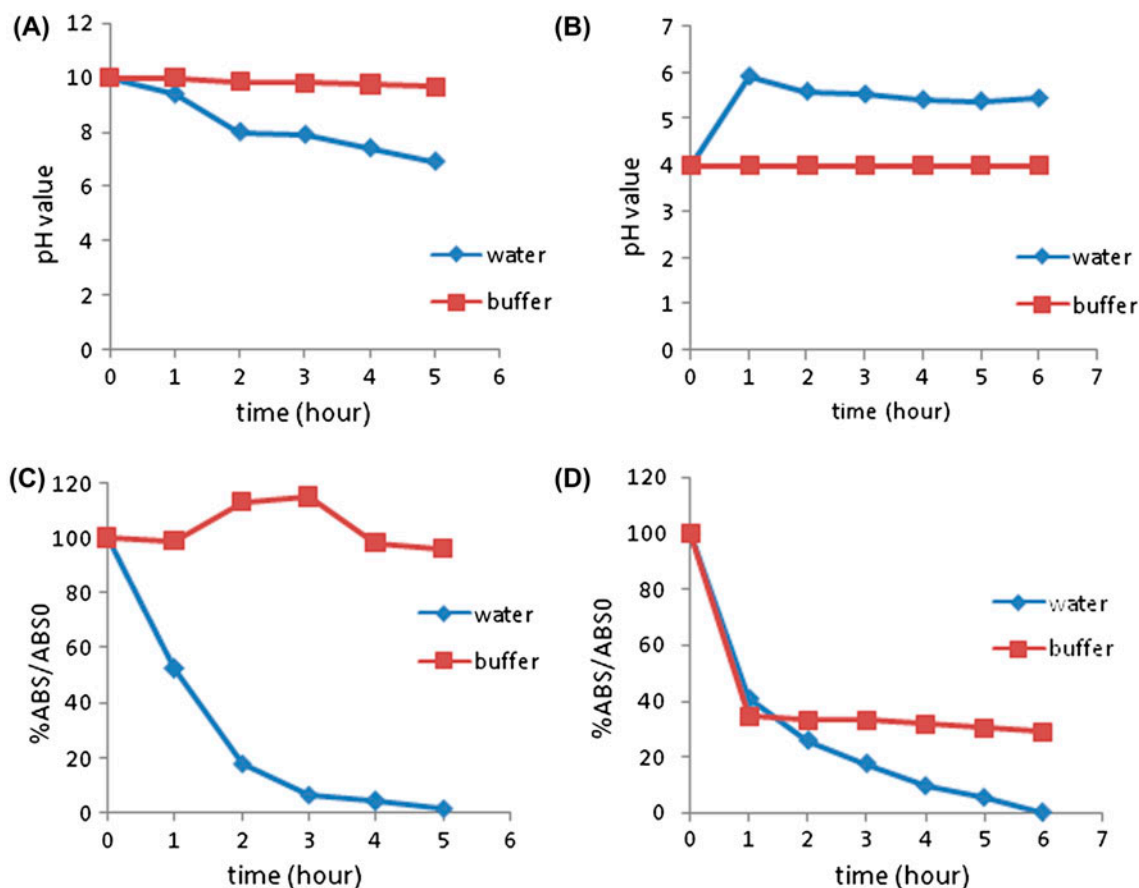 (A)
12
10
8
6
4
2
0
pH value
0 1 2 3 4 5 6
time (hour)
water
buffer
(B)
7
6
5
4
3
2
1
0
pH value
0 1 2 3 4 5 6 7
time (hour)
water
buffer
(C)
120
100
80
60
40
20
0
%ABS/ABS0
0 1 2 3 4 5 6
time (hour)
water
buffer
(D)
120
100
80
60
40
20
0
%ABS/ABS0
0 1 2 3 4 5 6 7
time (hour)
water
buffer